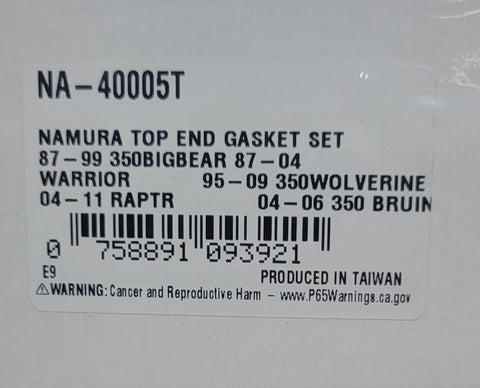 NA-40005T
NAMURA TOP END GASKET SET
87-99 350BIGBEAR 87-04
WARRIOR 95-09 350WOLVERINE
04-11 RAPTR 04-06 350 BRUIN
0 758891 093921
E9
PRODUCED IN TAIWAN
⚠WARNING: Cancer and Reproductive Harm - www.P65Warnings.ca.gov